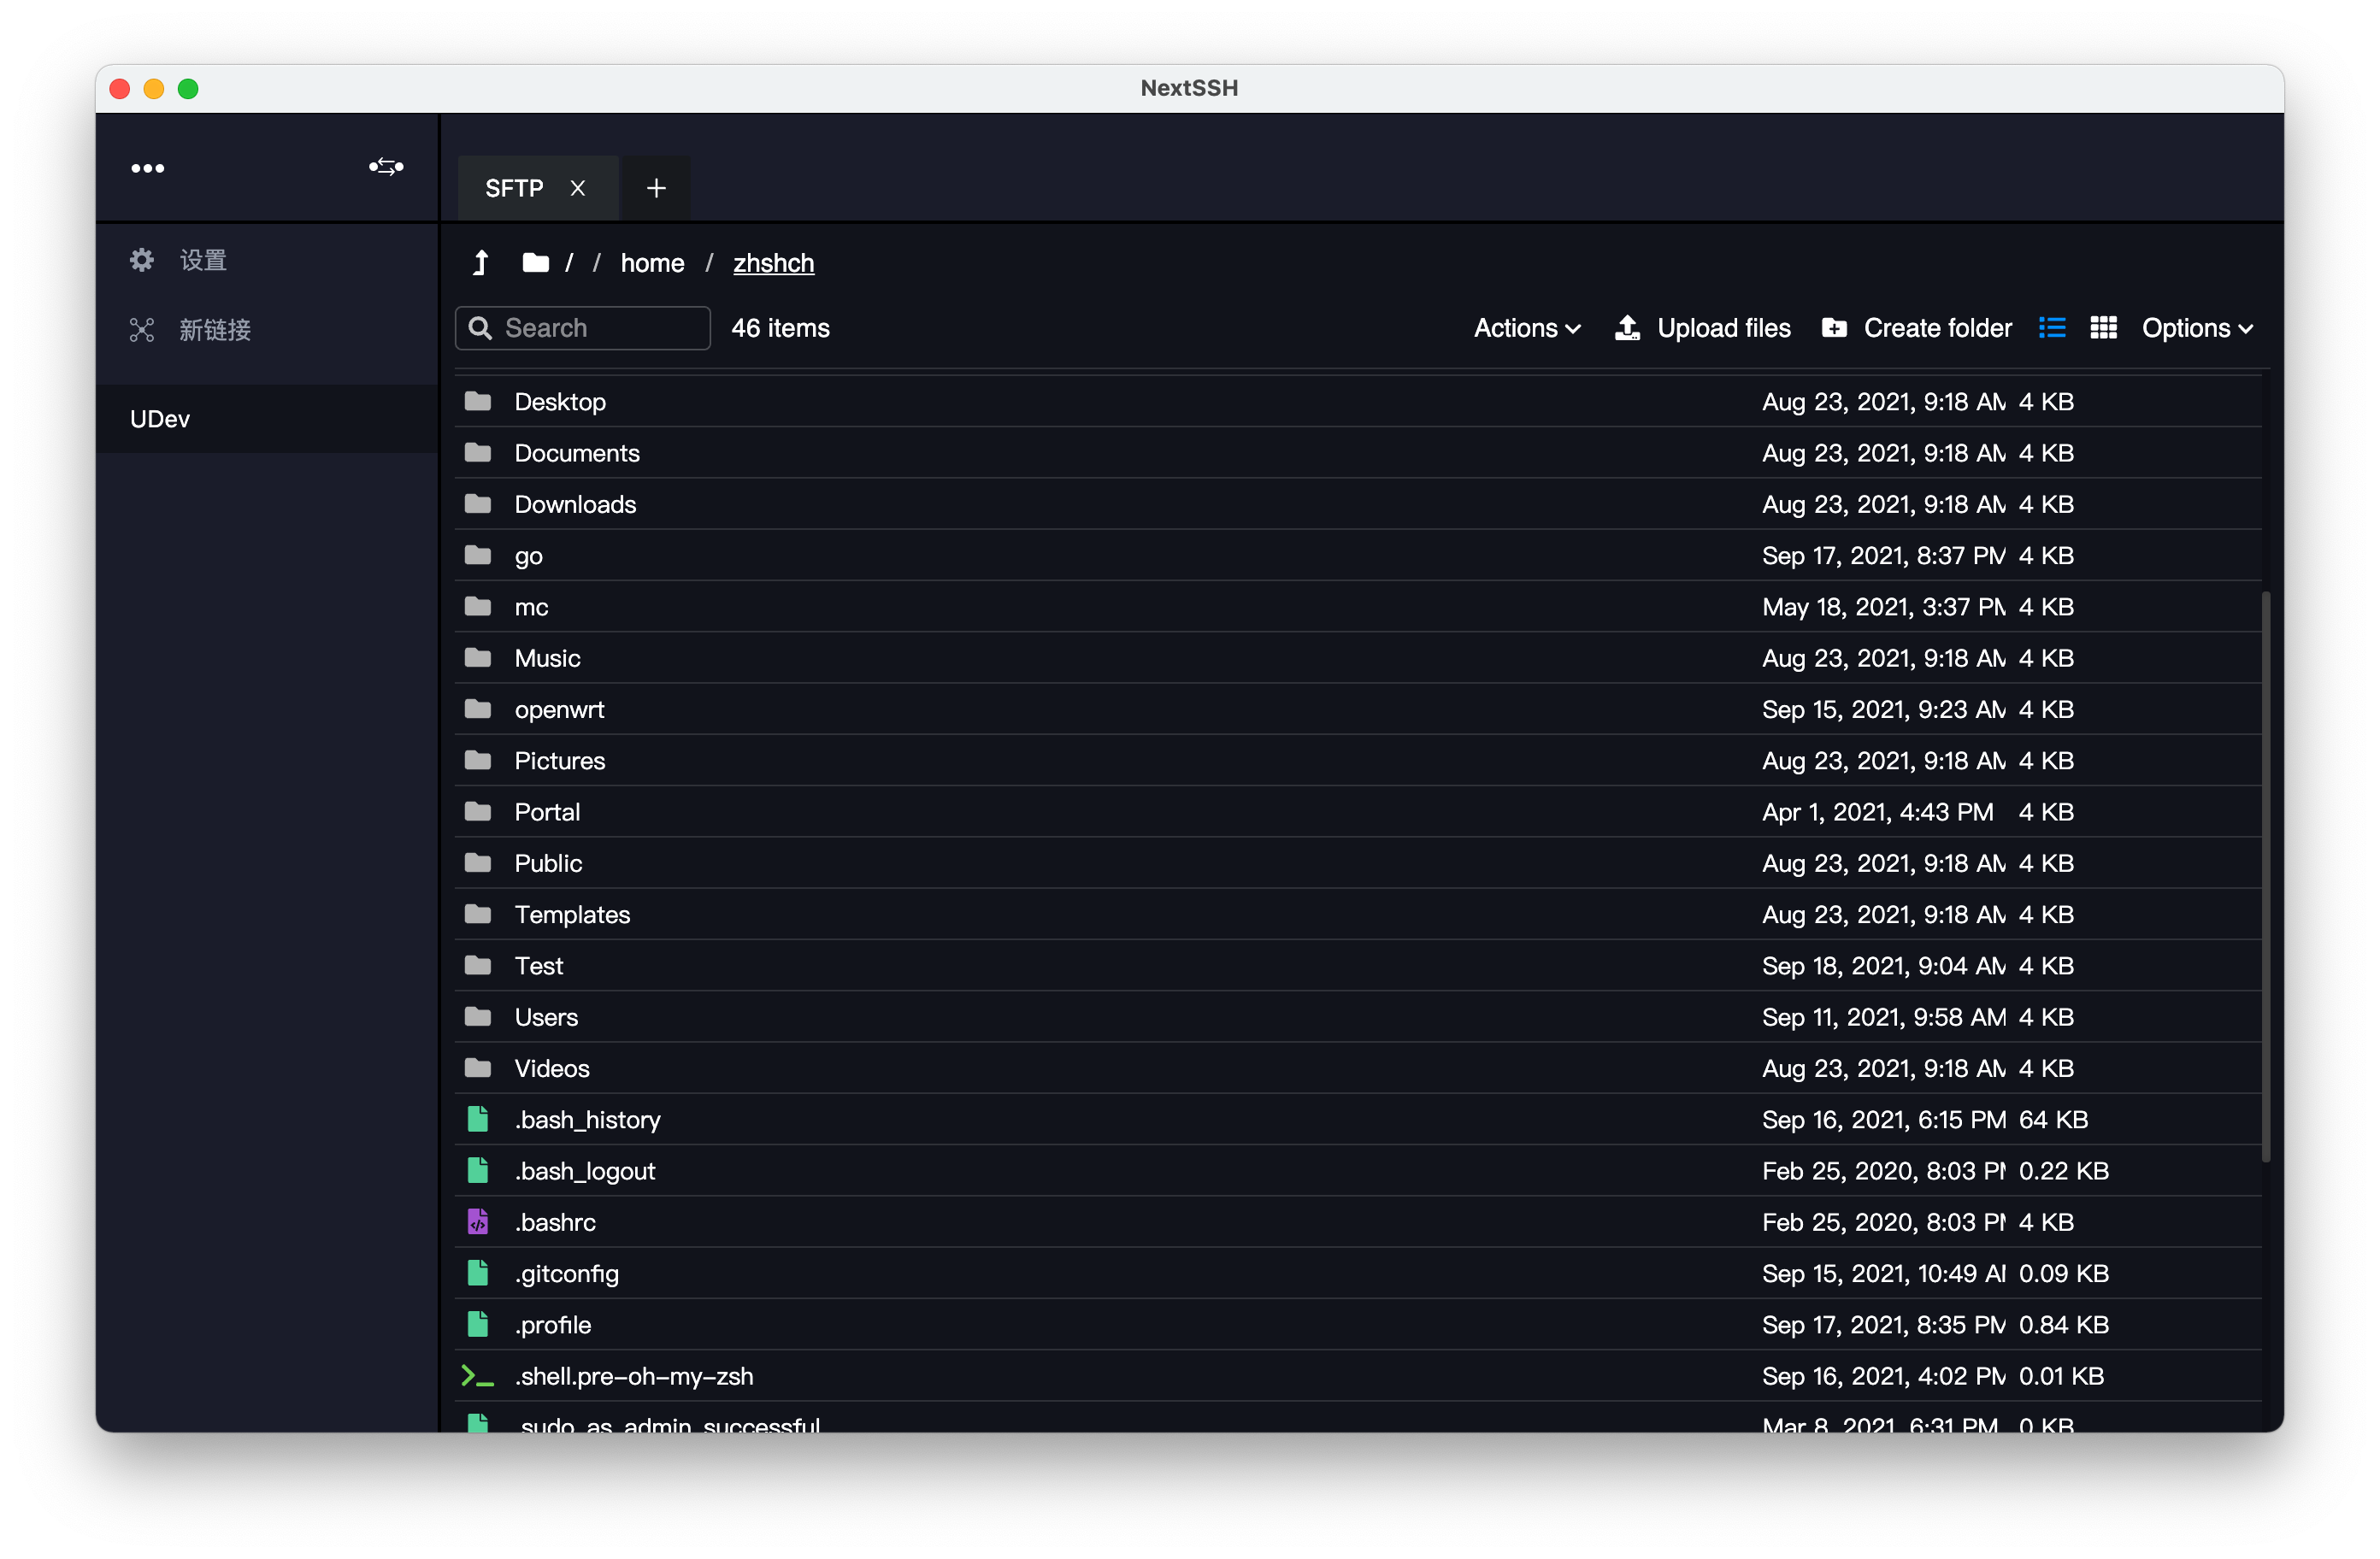 NextSSH
SFTP
设置
新链接
UDev
/ / home / zhshch
Search 46 items Actions Upload files Create folder Options
Desktop Aug 23, 2021, 9:18 AM 4 KB
Documents Aug 23, 2021, 9:18 AM 4 KB
Downloads Aug 23, 2021, 9:18 AM 4 KB
go Sep 17, 2021, 8:37 PM 4 KB
mc May 18, 2021, 3:37 PM 4 KB
Music Aug 23, 2021, 9:18 AM 4 KB
openwrt Sep 15, 2021, 9:23 AM 4 KB
Pictures Aug 23, 2021, 9:18 AM 4 KB
Portal Apr 1, 2021, 4:43 PM 4 KB
Public Aug 23, 2021, 9:18 AM 4 KB
Templates Aug 23, 2021, 9:18 AM 4 KB
Test Sep 18, 2021, 9:04 AM 4 KB
Users Sep 11, 2021, 9:58 AM 4 KB
Videos Aug 23, 2021, 9:18 AM 4 KB
.bash_history Sep 16, 2021, 6:15 PM 64 KB
.bash_logout Feb 25, 2020, 8:03 PM 0.22 KB
.bashrc Feb 25, 2020, 8:03 PM 4 KB
.gitconfig Sep 15, 2021, 10:49 AM 0.09 KB
.profile Sep 17, 2021, 8:35 PM 0.84 KB
.shell.pre-oh-my-zsh Sep 16, 2021, 4:02 PM 0.01 KB
.sudo_as_admin_successful Mar 8, 2021, 6:31 PM 0 KB